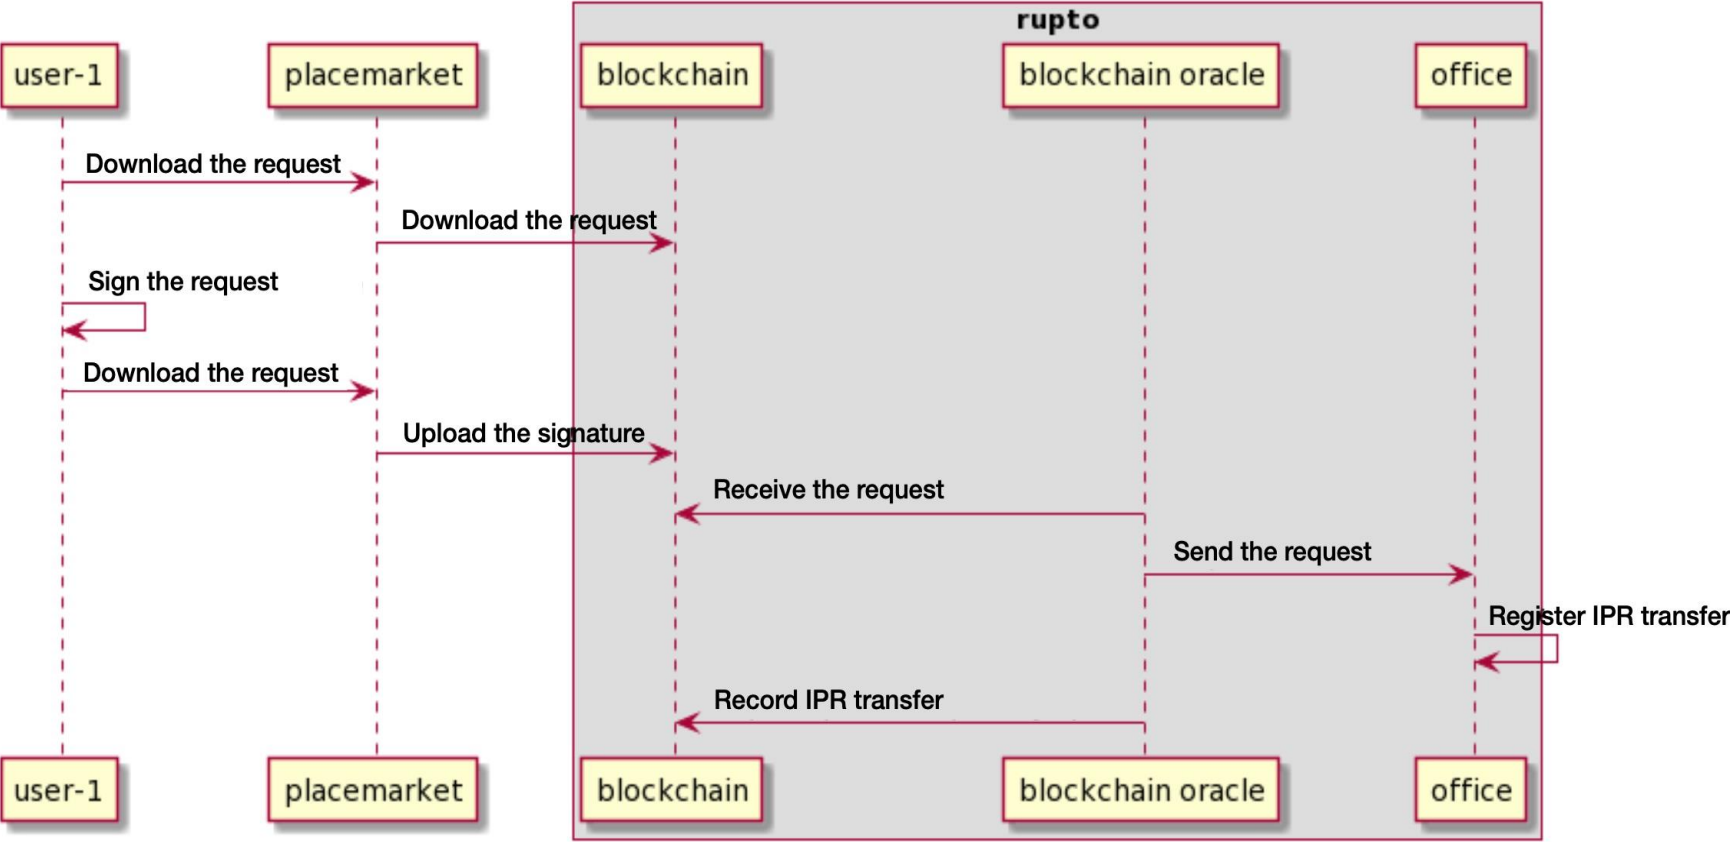 rupto
user-1
placemarket
blockchain
blockchain oracle
office
Download the request
Download the request
Sign the request
Download the request
Upload the signature
Receive the request
Send the request
Register IPR transfer
Record IPR transfer
user-1
placemarket
blockchain
blockchain oracle
office